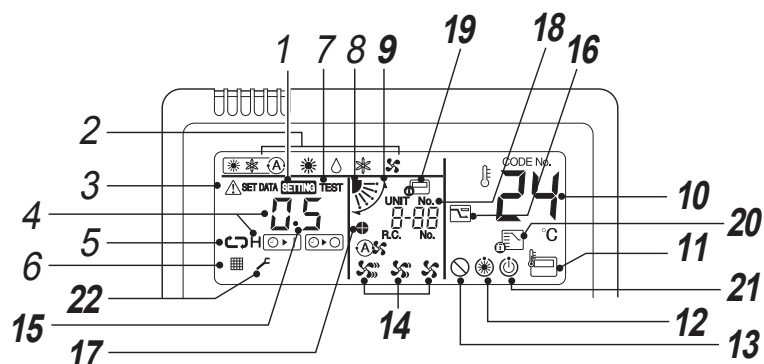 1 7 8 9 19 18 16
2
CODE No.
3 SET DATA SETTING TEST 24 10
UNIT No.
4 0.5 8-88
R.C. No.
5 H °C 20
6 11
22 21
15 14 12
17 13